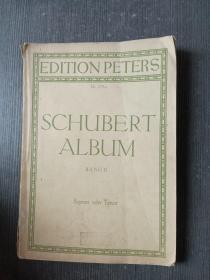 EDITION PETERS
SCHUBERT
ALBUM
BAND II
Sopran oder Tenor